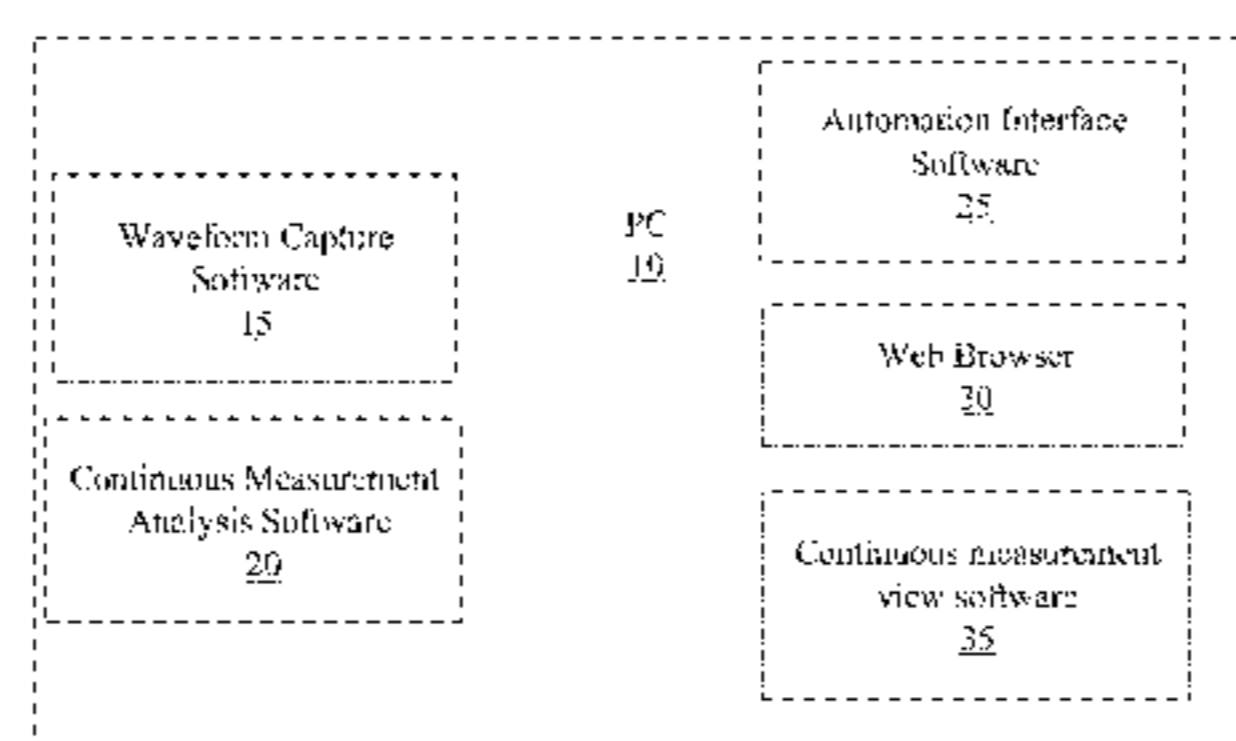 Waveform Capture
Software
15
Continuous Measurement
Analysis Software
20
PC
10
Automation Interface
Software
25
Web Browser
30
Continuous measurement
view software
35